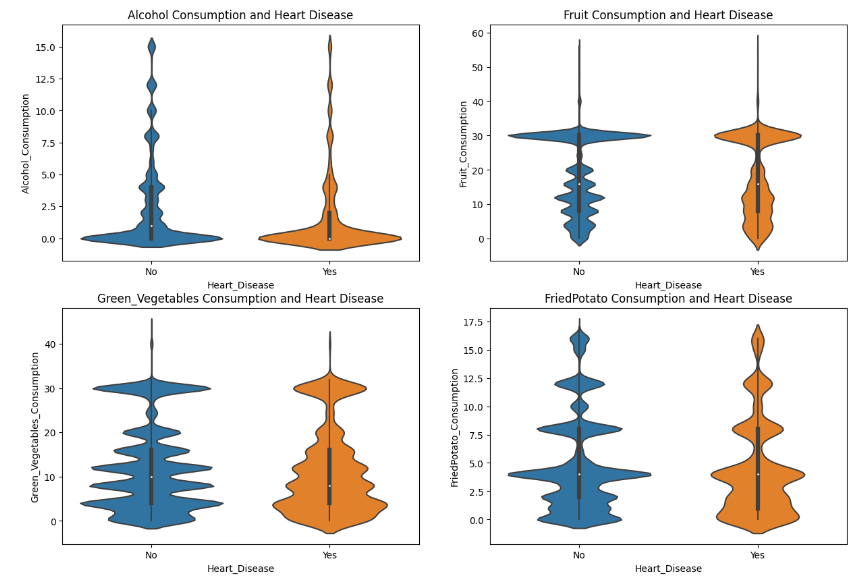 Alcohol Consumption and Heart Disease
Alcohol_Consumption
15.0
12.5
10.0
7.5
5.0
2.5
0.0
No
Yes
Heart_Disease
Fruit Consumption and Heart Disease
Fruit_Consumption
60
50
40
30
20
10
0
No
Yes
Heart_Disease
Green_Vegetables Consumption and Heart Disease
Green_Vegetables_Consumption
40
30
20
10
0
No
Yes
Heart_Disease
FriedPotato Consumption and Heart Disease
FriedPotato_Consumption
17.5
15.0
12.5
10.0
7.5
5.0
2.5
0.0
No
Yes
Heart_Disease